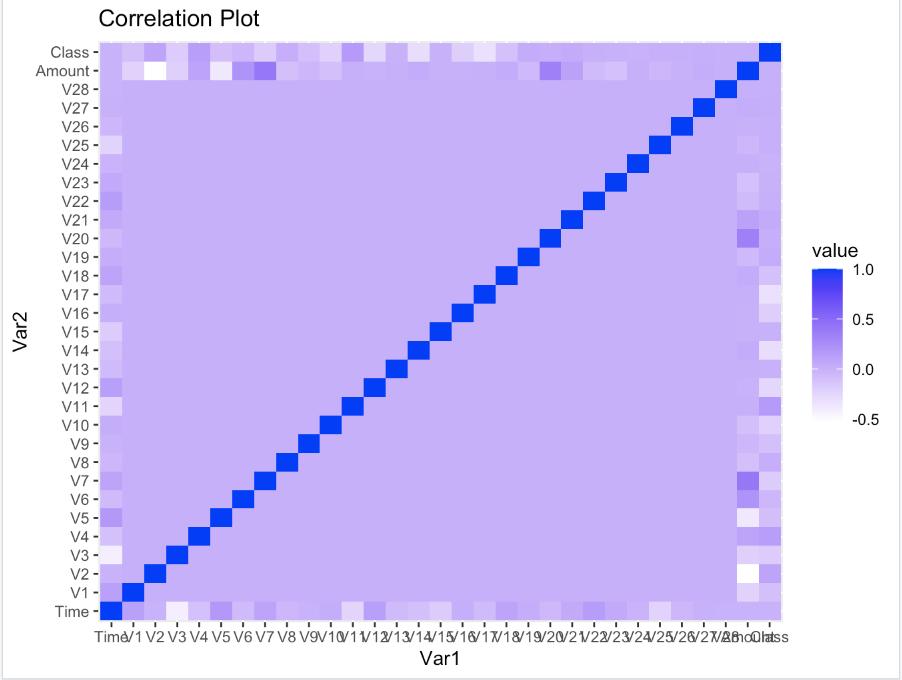 Correlation Plot
Class
Amount
V28
V27
V26
V25
V24
V23
V22
V21
V20
V19
V18
V17
V16
V15
V14
V13
V12
V11
V10
V9
V8
V7
V6
V5
V4
V3
V2
V1
Time
Var2
Time V1 V2 V3 V4 V5 V6 V7 V8 V9 V10 V11 V12 V13 V14 V15 V16 V17 V18 V19 V20 V21 V22 V23 V24 V25 V26 V27 V28 Amount Class
Var1
value
1.0
0.5
0.0
-0.5